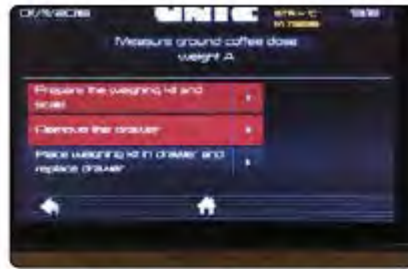 UNIC
Measure ground coffee dose
weight A
Prepare the weighing kit and
scale
Remove the drawer
Place weighing kit in drawer and
replace drawer